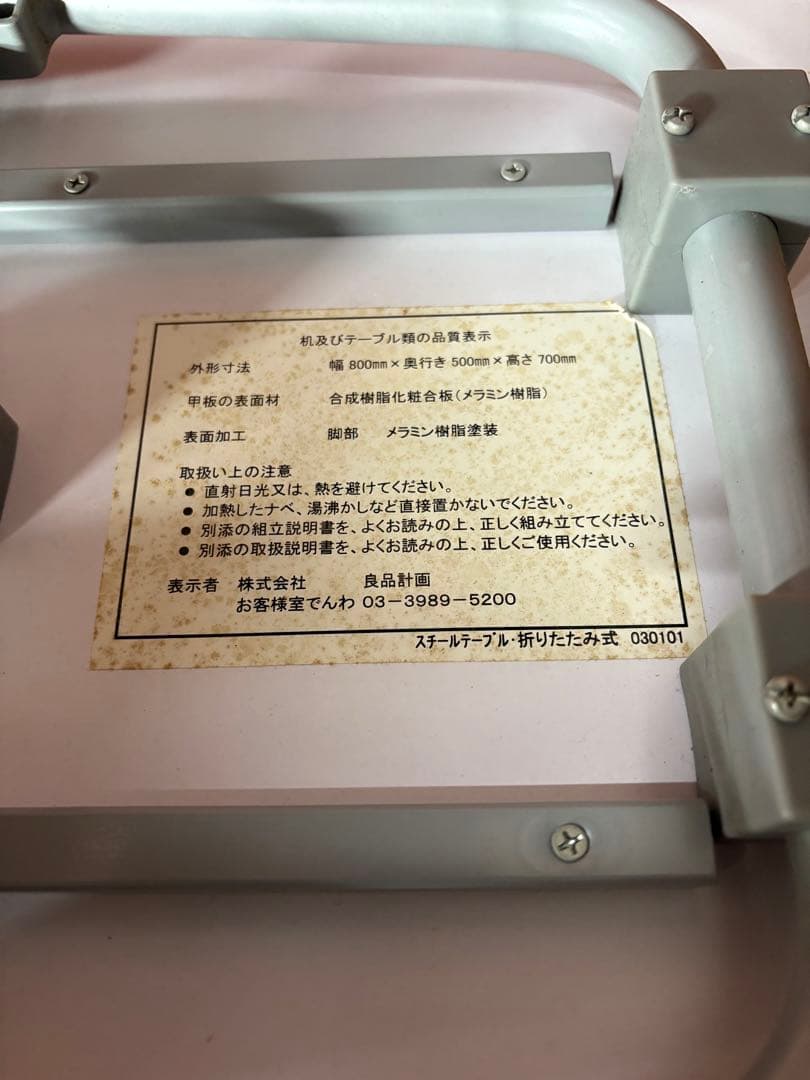 机及びテーブル類の品質表示
外形寸法 幅 800㎜×奥行き 500㎜×高さ 700㎜
甲板の表面材 合成樹脂化粧合板(メラミン樹脂)
表面加工 脚部 メラミン樹脂塗装
取扱い上の注意
● 直射日光又は、熱を避けてください。
● 加熱したナベ、湯沸かしなど直接置かないでください。
● 別添の組立説明書を、よくお読みの上、正しく組み立ててください。
● 別添の取扱説明書を、よくお読みの上、正しくご使用ください。
表示者 株式会社 良品計画
お客様室でんわ 03-3989-5200
スチールテーブル・折りたたみ式 030101